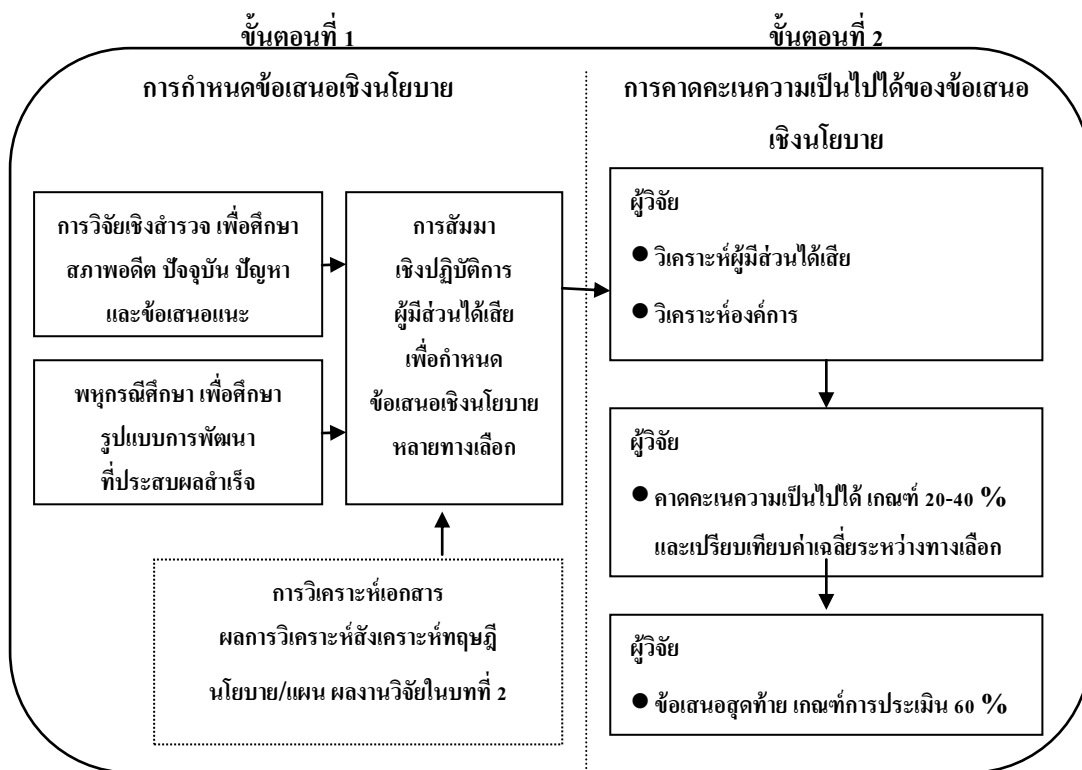 ขั้นตอนที่ 1
การกำหนดข้อเสนอเชิงนโยบาย
การวิจัยเชิงสำรวจ เพื่อศึกษา
สภาพอดีต ปัจจุบัน ปัญหา
และข้อเสนอแนะ
พหุกรณีศึกษา เพื่อศึกษา
รูปแบบการพัฒนา
ที่ประสบผลสำเร็จ
การสัมมา
เชิงปฏิบัติการ
ผู้มีส่วนได้เสีย
เพื่อกำหนด
ข้อเสนอเชิงนโยบาย
หลายทางเลือก
การวิเคราะห์เอกสาร
ผลการวิเคราะห์สังเคราะห์ทฤษฎี
นโยบาย/แผน ผลงานวิจัยในบทที่ 2
ขั้นตอนที่ 2
การคาดคะเนความเป็นไปได้ของข้อเสนอ
เชิงนโยบาย
ผู้วิจัย
● วิเคราะห์ผู้มีส่วนได้เสีย
● วิเคราะห์องค์การ
ผู้วิจัย
● คาดคะเนความเป็นไปได้ เกณฑ์ 20-40 %
และเปรียบเทียบค่าเฉลี่ยระหว่างทางเลือก
ผู้วิจัย
● ข้อเสนอสุดท้าย เกณฑ์การประเมิน 60 %